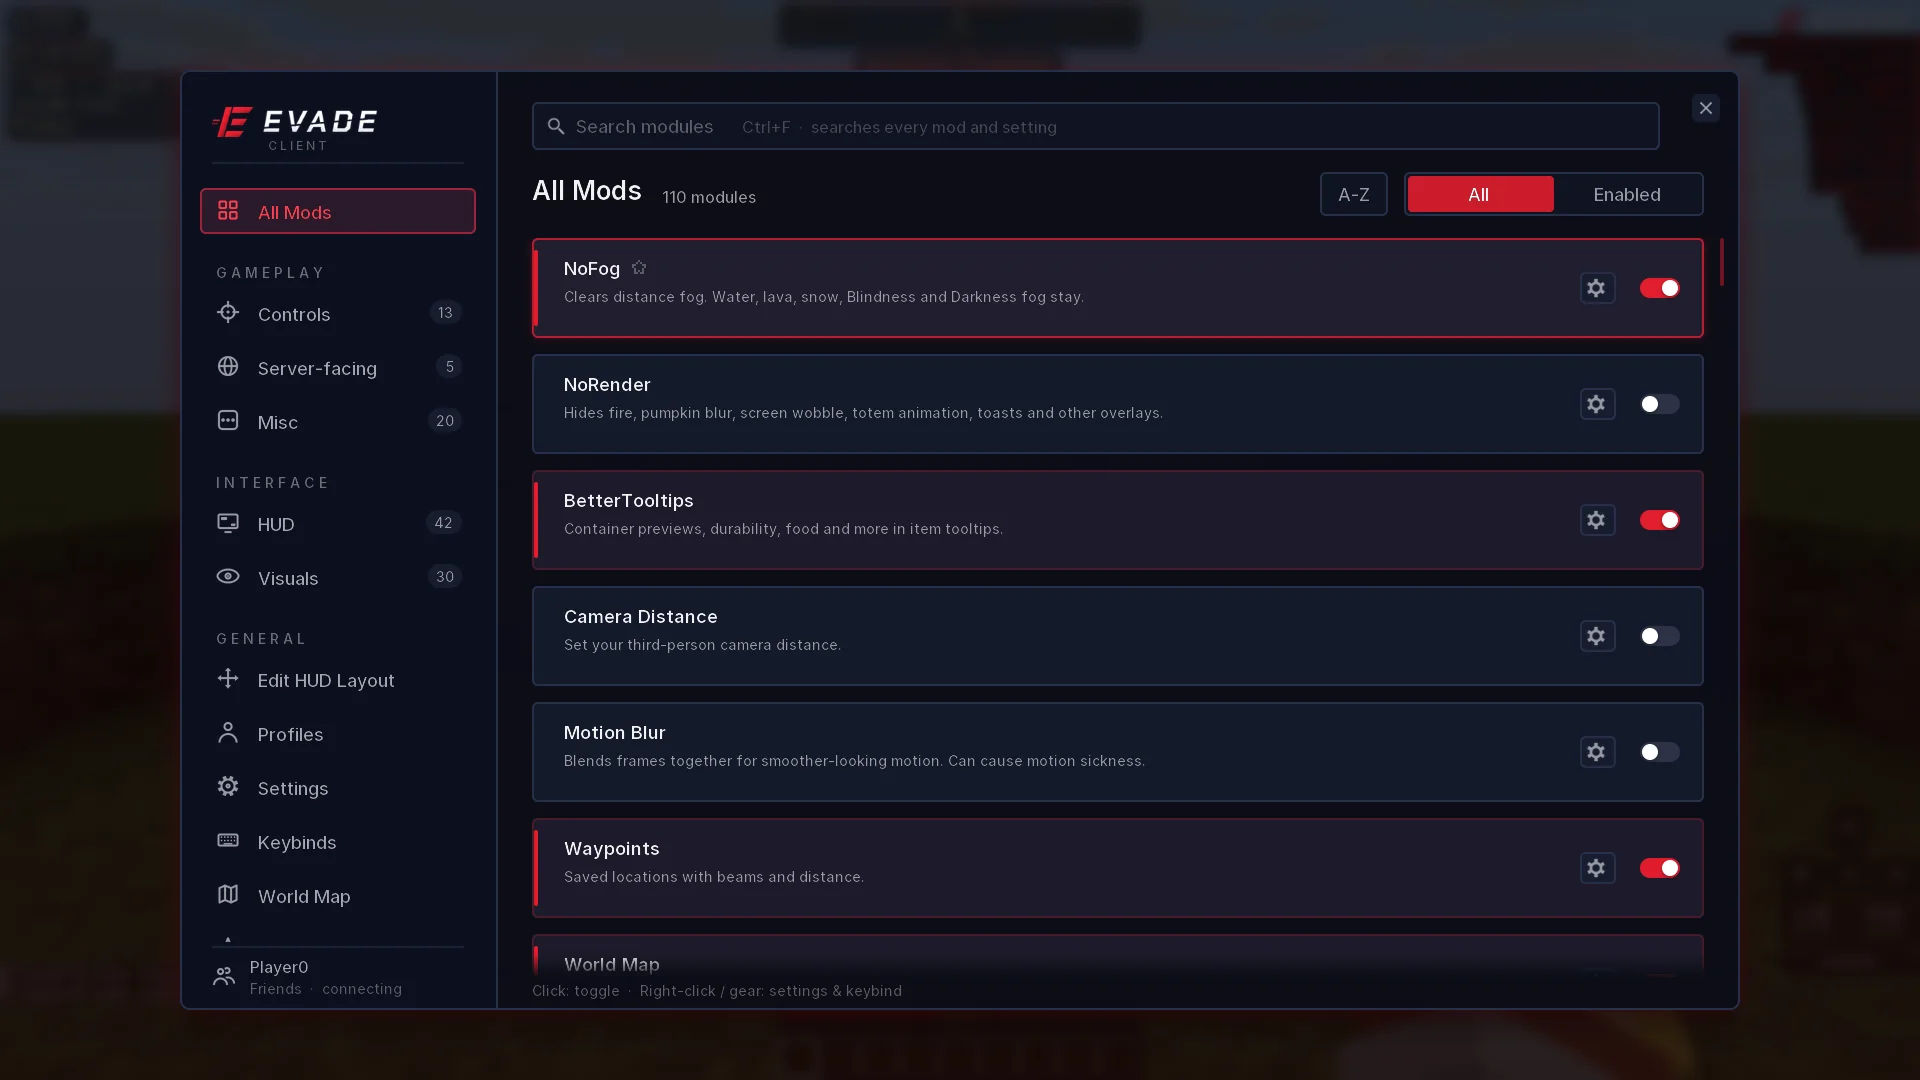 EVADE
CLIENT
All Mods
GAMEPLAY
Controls 13
Server-facing 5
Misc 20
INTERFACE
HUD 42
Visuals 30
GENERAL
Edit HUD Layout
Profiles
Settings
Keybinds
World Map
Player0
Friends · connecting
Search modules Ctrl+F · searches every mod and setting
All Mods 110 modules A-Z All Enabled
NoFog
Clears distance fog. Water, lava, snow, Blindness and Darkness fog stay.
NoRender
Hides fire, pumpkin blur, screen wobble, totem animation, toasts and other overlays.
BetterTooltips
Container previews, durability, food and more in item tooltips.
Camera Distance
Set your third-person camera distance.
Motion Blur
Blends frames together for smoother-looking motion. Can cause motion sickness.
Waypoints
Saved locations with beams and distance.
World Map
Click: toggle · Right-click / gear: settings & keybind